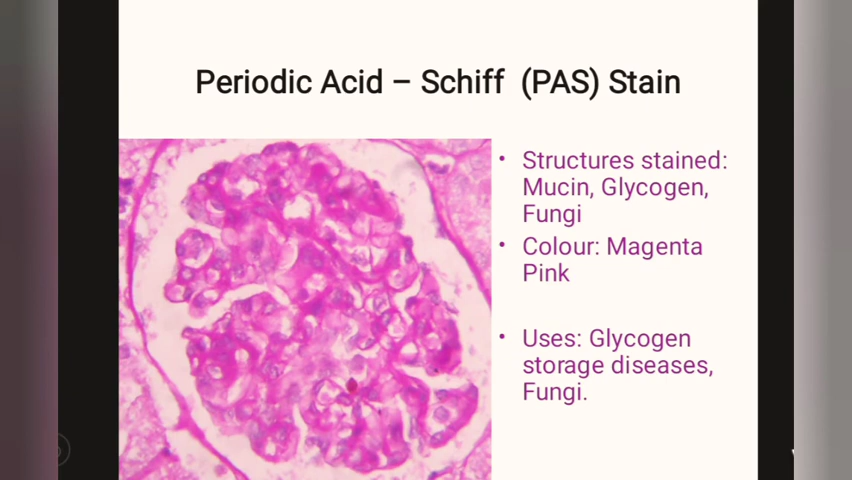 Periodic Acid – Schiff (PAS) Stain
• Structures stained:
Mucin, Glycogen,
Fungi
• Colour: Magenta
Pink
• Uses: Glycogen
storage diseases,
Fungi.